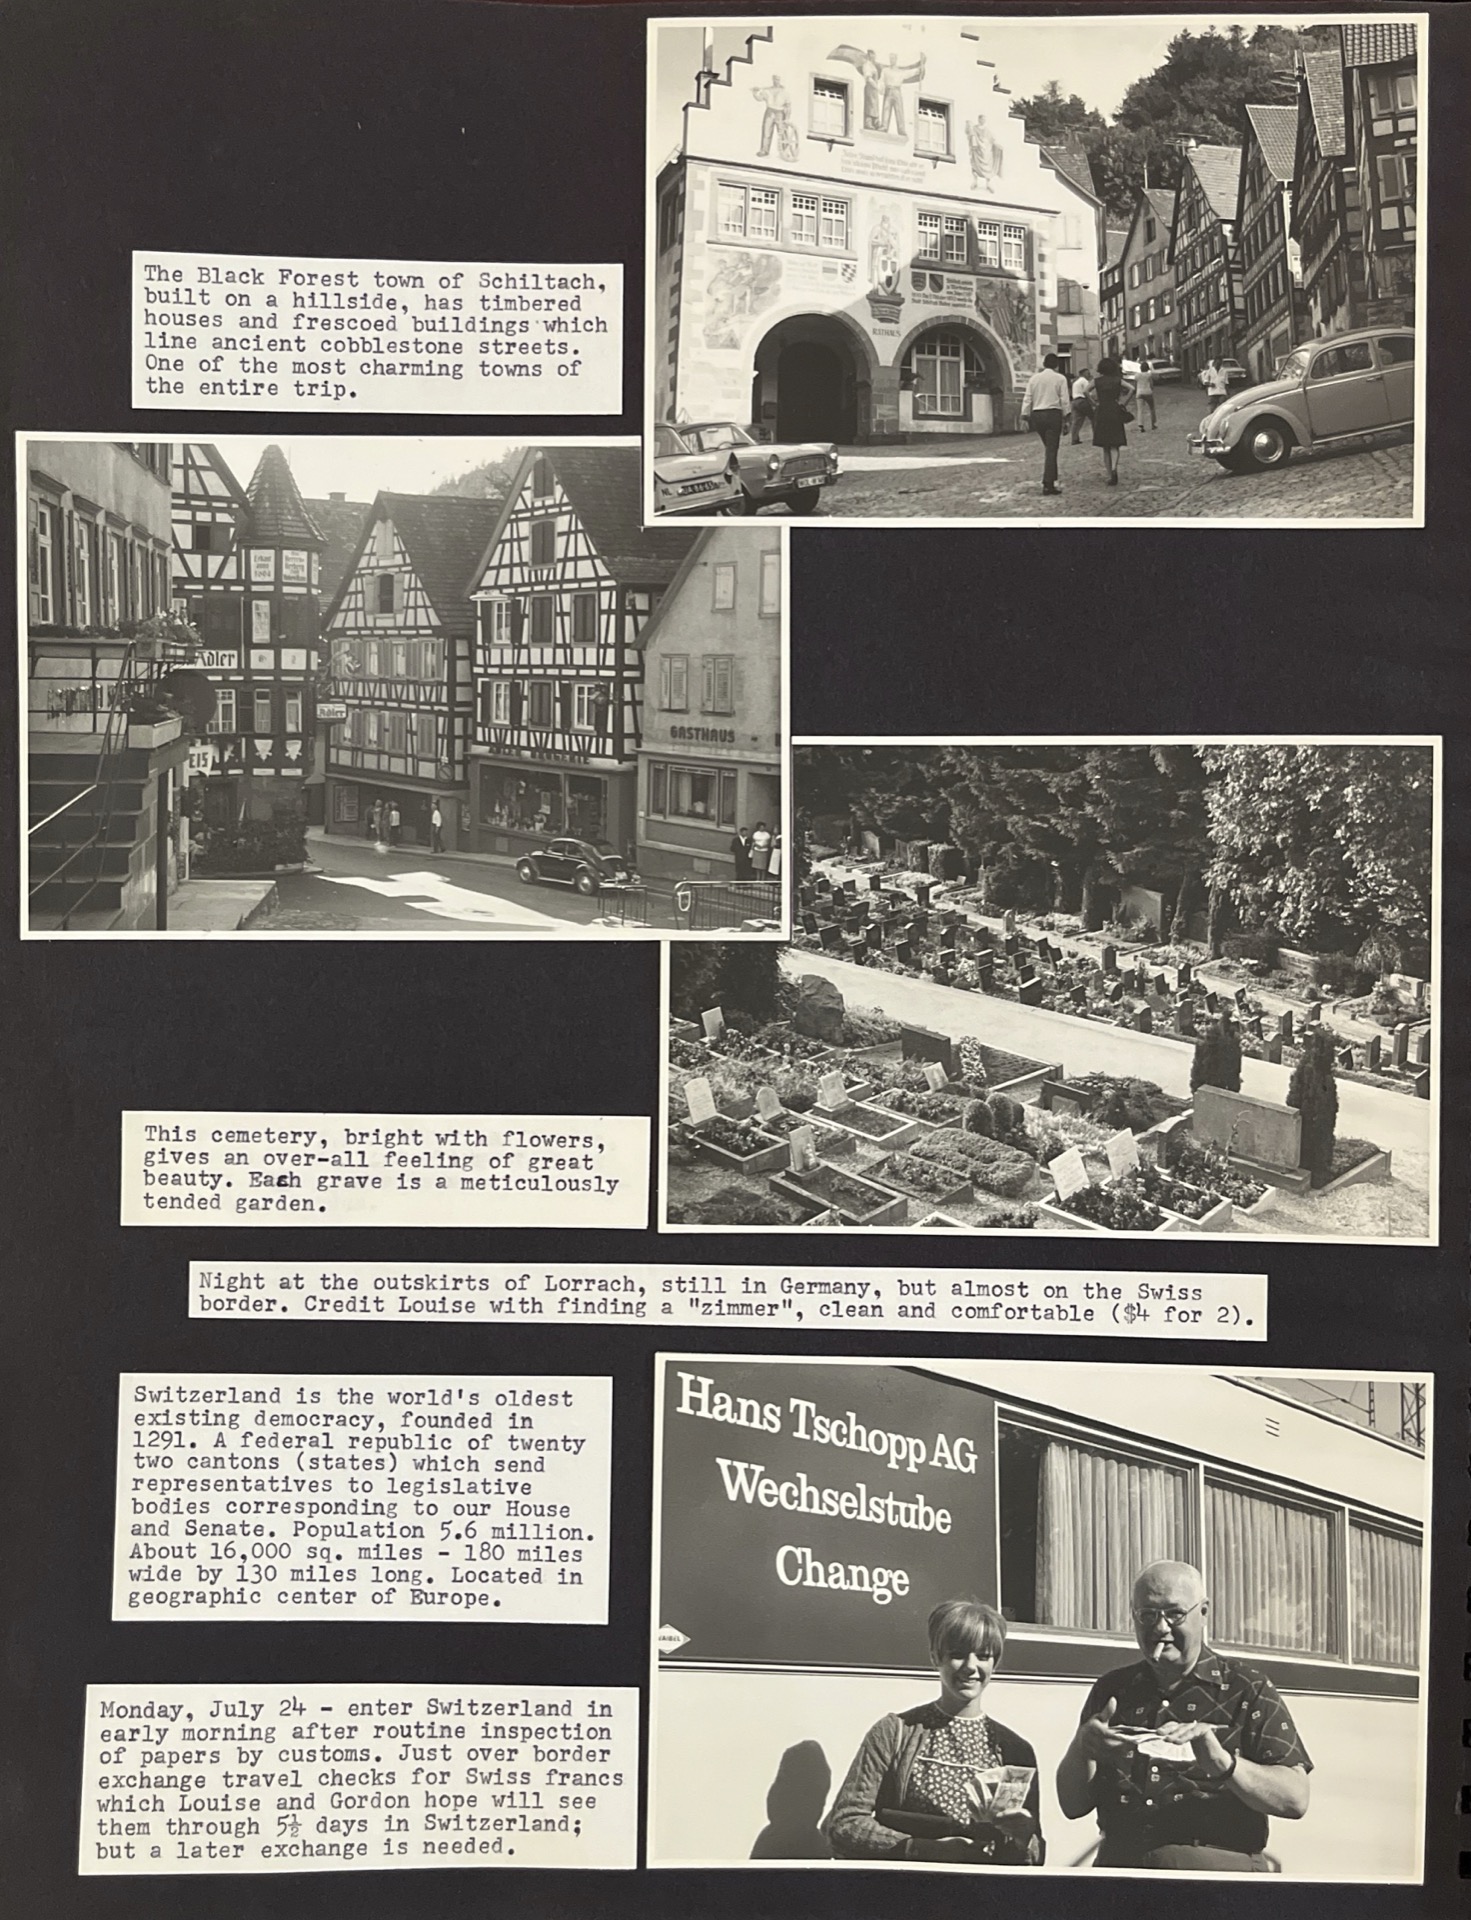 The Black Forest town of Schiltach,
built on a hillside, has timbered
houses and frescoed buildings which
line ancient cobblestone streets.
One of the most charming towns of
the entire trip.
RATHAUS
NL
Adler
Adler
EIS
GASTHAUS
This cemetery, bright with flowers,
gives an over-all feeling of great
beauty. Each grave is a meticulously
tended garden.
Night at the outskirts of Lorrach, still in Germany, but almost on the Swiss
border. Credit Louise with finding a "zimmer", clean and comfortable ($4 for 2).
Switzerland is the world's oldest
existing democracy, founded in
1291. A federal republic of twenty
two cantons (states) which send
representatives to legislative
bodies corresponding to our House
and Senate. Population 5.6 million.
About 16,000 sq. miles - 180 miles
wide by 130 miles long. Located in
geographic center of Europe.
Hans Tschopp AG
Wechselstube
Change
Monday, July 24 - enter Switzerland in
early morning after routine inspection
of papers by customs. Just over border
exchange travel checks for Swiss francs
which Louise and Gordon hope will see
them through 5½ days in Switzerland;
but a later exchange is needed.